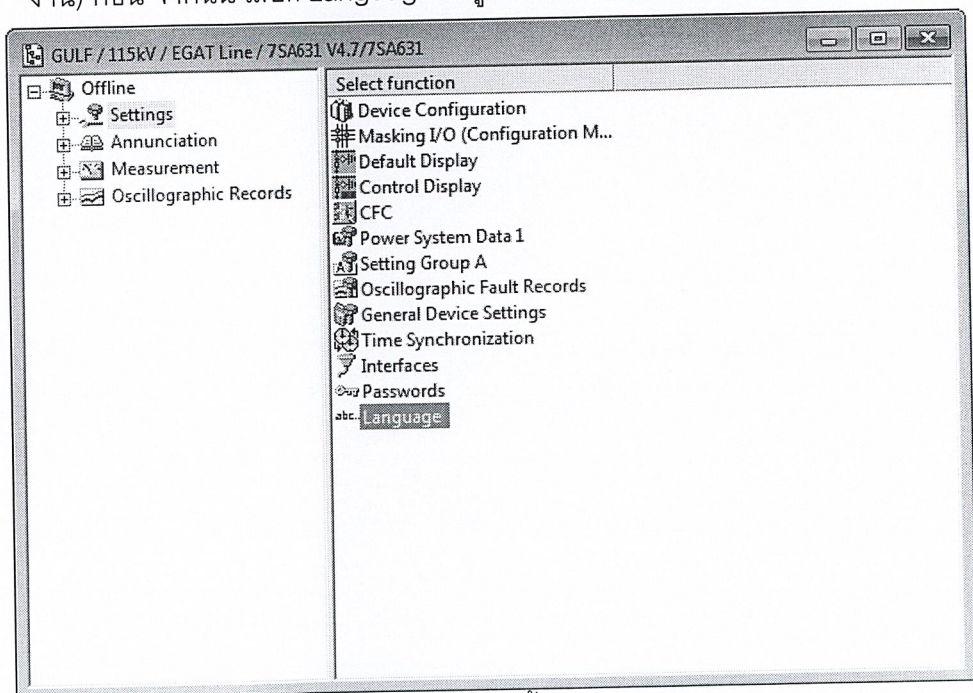 GULF / 115kV / EGAT Line / 7SA631 V4.7/7SA631
Offline
Settings
Annunciation
Measurement
Oscillographic Records
Select function
Device Configuration
Masking I/O (Configuration M...
Default Display
Control Display
CFC
Power System Data 1
Setting Group A
Oscillographic Fault Records
General Device Settings
Time Synchronization
Interfaces
Passwords
abc.. Language